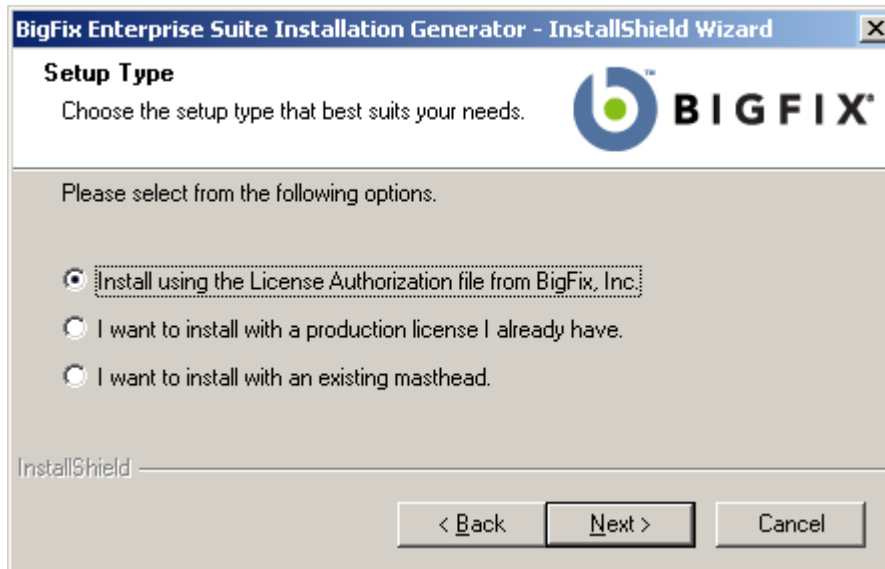 BigFix Enterprise Suite Installation Generator - InstallShield Wizard
Setup Type
Choose the setup type that best suits your needs.
BIGFIX
Please select from the following options.
Install using the License Authorization file from BigFix, Inc.
I want to install with a production license I already have.
I want to install with an existing masthead.
InstallShield
< Back
Next >
Cancel